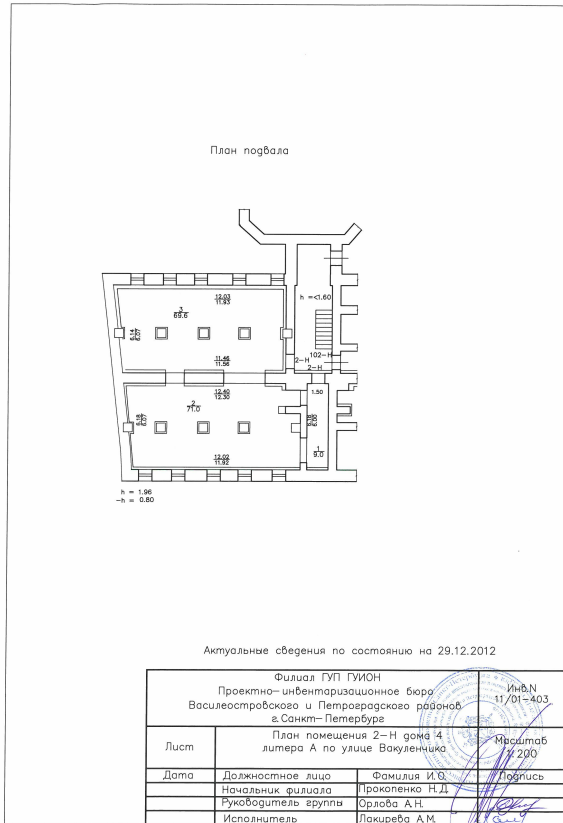 План подвала
h =<1.60
12.03
11.93
3
69.6
6.14
6.07
11.46
11.56
102-Н
2-Н
2-Н
12.40
12.30
1.50
2
71.0
6.18
6.07
6.00
12.02
11.92
1
9.0
h = 1.96
-h = 0.80
Актуальные сведения по состоянию на 29.12.2012
Филиал ГУП ГУИОН
Проектно-инвентаризационное бюро
Василеостровского и Петроградского районов
г. Санкт-Петербург
Инв.N
11/01-403
Лист
План помещения 2-Н дома 4
литера А по улице Вакуленчика
Масштаб
1:200
Дата Должностное лицо Фамилия И.О. Подпись
Начальник филиала Прокопенко Н.Д.
Руководитель группы Орлова А.Н.
Исполнитель Лакирева А.М.